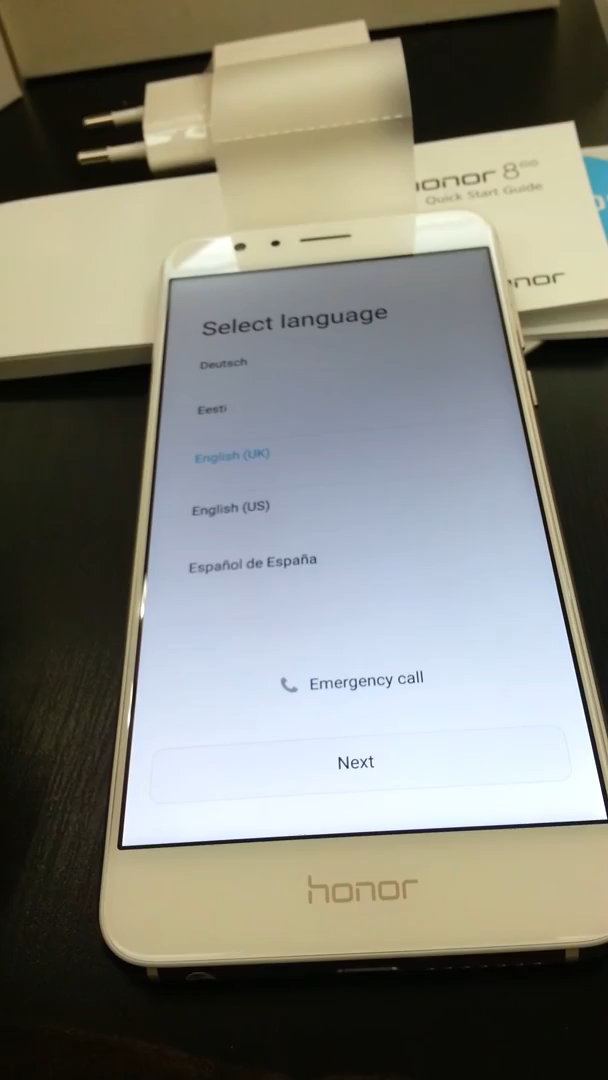 honor 8
Quick Start Guide
honor
Select language
Deutsch
Eesti
English (UK)
English (US)
Español de España
Emergency call
Next
honor